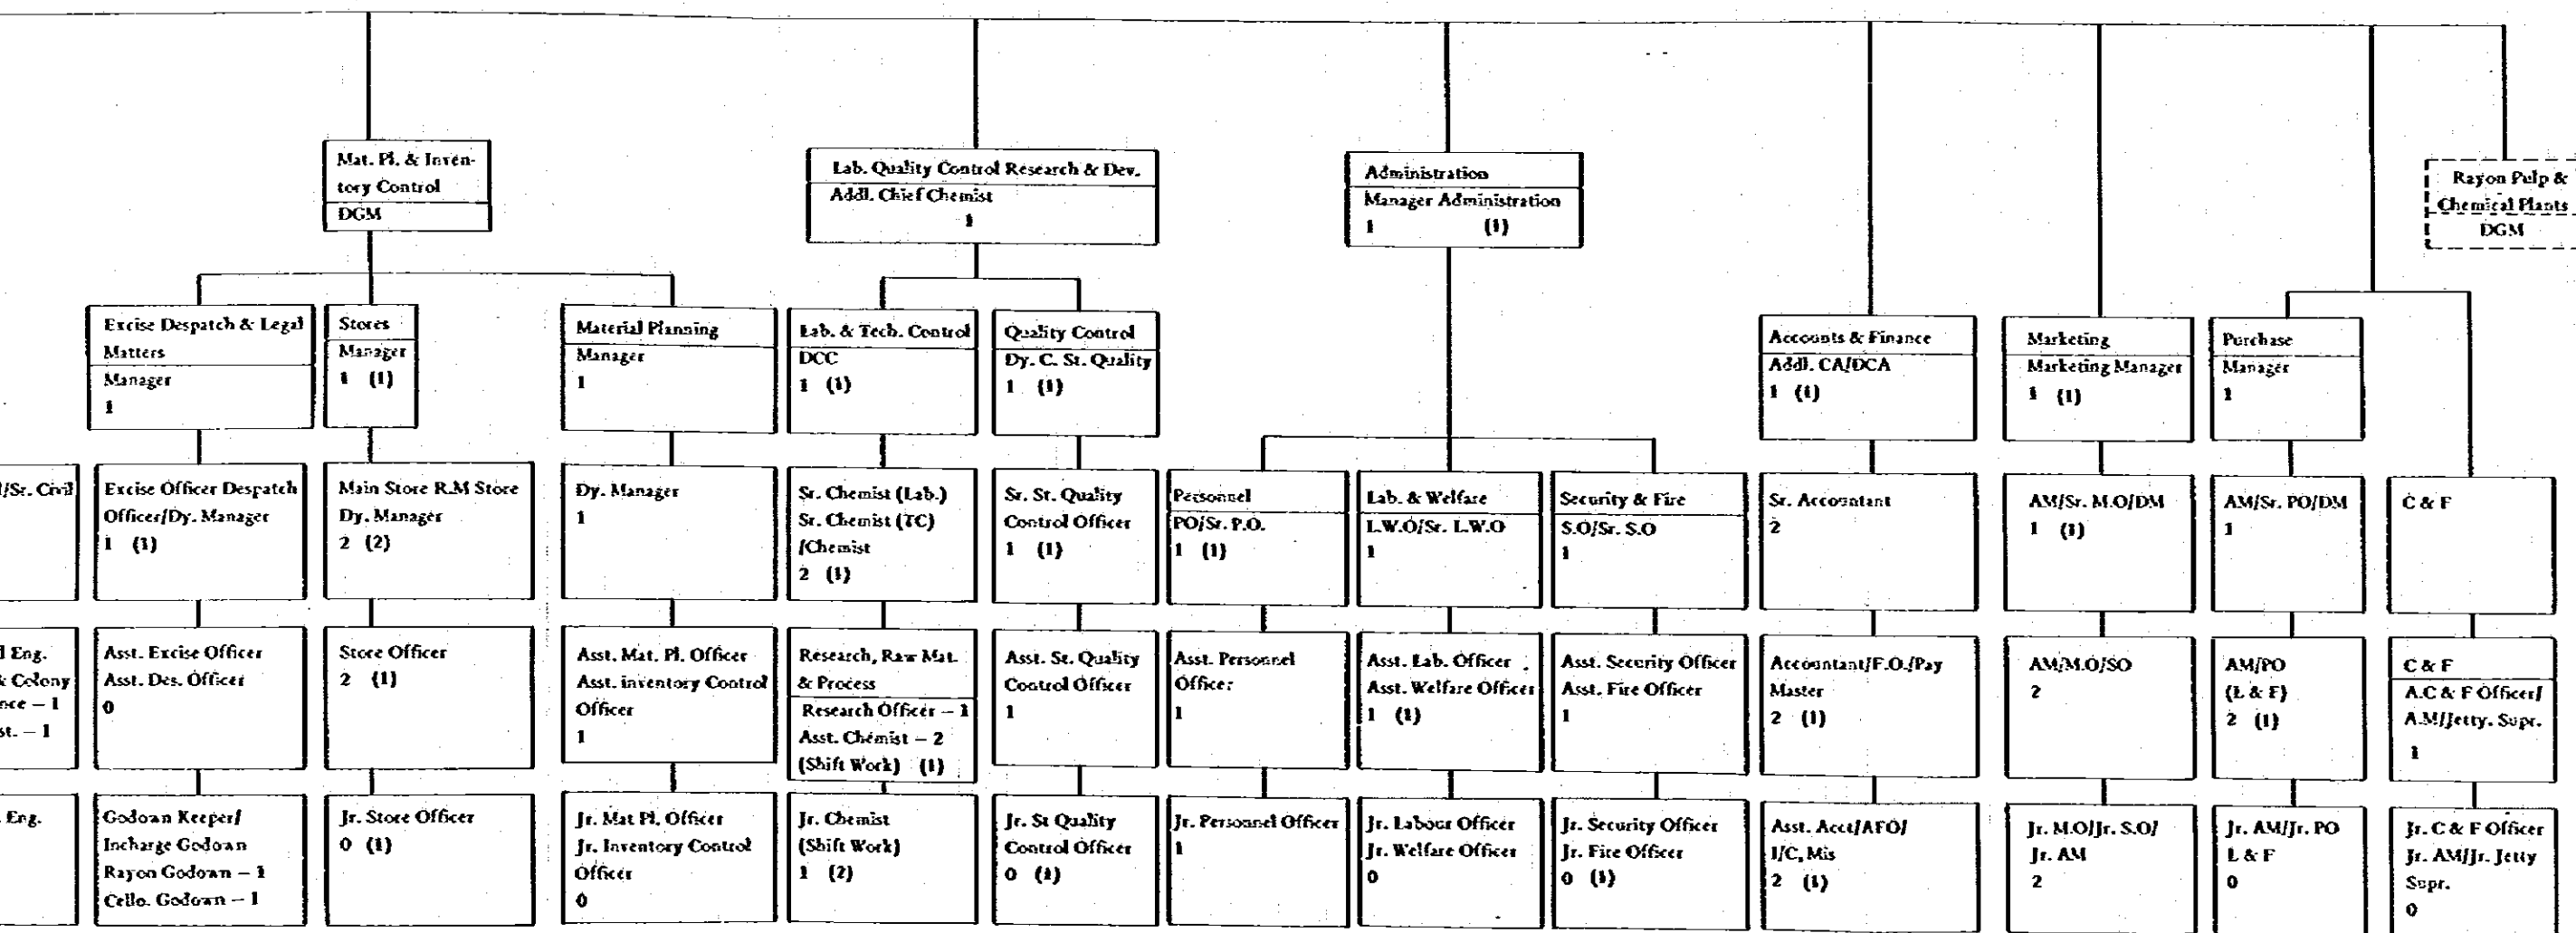 Mat. Pl. & Inven-
tory Control
DGM
Lab. Quality Control Research & Dev.
Addl. Chief Chemist
1
Administration
Manager Administration
1 (1)
Rayon Pulp &
Chemical Plants
DGM
Excise Despatch & Legal
Matters
Manager
1
Stores
Manager
1 (1)
Material Planning
Manager
1
Lab. & Tech. Control
DCC
1 (1)
Quality Control
Dy. C. St. Quality
1 (1)
Accounts & Finance
Addl. CA/DCA
1 (1)
Marketing
Marketing Manager
1 (1)
Purchase
Manager
1
/Sr. Civil
Excise Officer Despatch
Officer/Dy. Manager
1 (1)
Main Store R.M Store
Dy. Manager
2 (2)
Dy. Manager
1
Sr. Chemist (Lab.)
Sr. Chemist (TC)
/Chemist
2 (1)
Sr. St. Quality
Control Officer
1 (1)
Personnel
PO/Sr. P.O.
1 (1)
Lab. & Welfare
L.W.O/Sr. L.W.O
1
Security & Fire
S.O/Sr. S.O
1
Sr. Accountant
2
AM/Sr. M.O/DM
1 (1)
AM/Sr. PO/DM
1
C & F
Eng.
& Colony
nce – 1
st. – 1
Asst. Excise Officer
Asst. Des. Officer
0
Store Officer
2 (1)
Asst. Mat. Pl. Officer
Asst. inventory Control
Officer
1
Research, Raw Mat.
& Process
Research Officer – 1
Asst. Chemist – 2
(Shift Work) (1)
Asst. St. Quality
Control Officer
1
Asst. Personnel
Officer
1
Asst. Lab. Officer
Asst. Welfare Officer
1 (1)
Asst. Security Officer
Asst. Fire Officer
1
Accountant/F.O./Pay
Master
2 (1)
AM/M.O/SO
2
AM/PO
(L & F)
2 (1)
C & F
A.C & F Officer/
A.M/Jetty. Supr.
1
Eng.
Godown Keeper/
Incharge Godown
Rayon Godown – 1
Cello. Godown – 1
Jr. Store Officer
0 (1)
Jr. Mat Pl. Officer
Jr. Inventory Control
Officer
0
Jr. Chemist
(Shift Work)
1 (2)
Jr. St Quality
Control Officer
0 (1)
Jr. Personnel Officer
1
Jr. Labour Officer
Jr. Welfare Officer
0
Jr. Security Officer
Jr. Fire Officer
0 (1)
Asst. Acct/AFO/
I/C, Mis
2 (1)
Jr. M.O/Jr. S.O/
Jr. AM
2
Jr. AM/Jr. PO
L & F
0
Jr. C & F Officer
Jr. AM/Jr. Jetty
Supr.
0